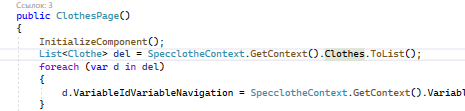 Ссылок: 3
public ClothesPage()
{
InitializeComponent();
List<Clothe> del = SpecclotheContext.GetContext().Clothes.ToList();
foreach (var d in del)
{
d.VariableIdVariableNavigation = SpecclotheContext.GetContext().Variab
}